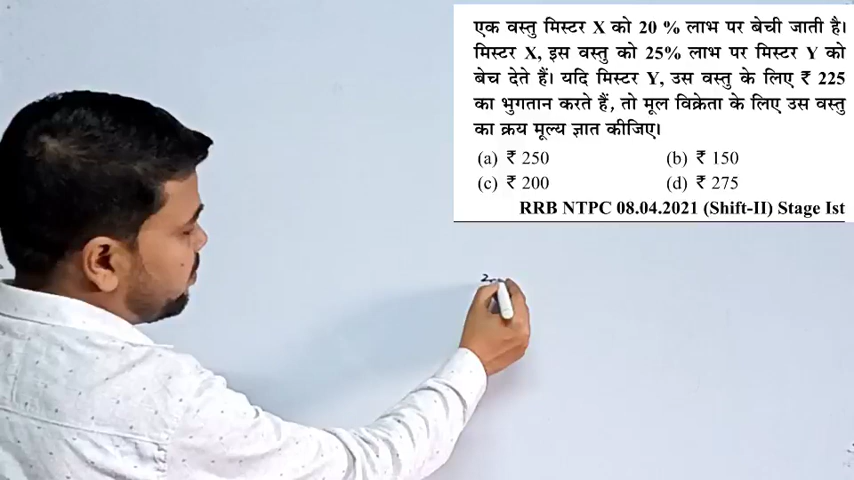 एक वस्तु मिस्टर X को 20 % लाभ पर बेची जाती है।
मिस्टर X, इस वस्तु को 25% लाभ पर मिस्टर Y को
बेच देते हैं। यदि मिस्टर Y, उस वस्तु के लिए ₹ 225
का भुगतान करते हैं, तो मूल विक्रेता के लिए उस वस्तु
का क्रय मूल्य ज्ञात कीजिए।
(a) ₹ 250 (b) ₹ 150
(c) ₹ 200 (d) ₹ 275
RRB NTPC 08.04.2021 (Shift-II) Stage Ist